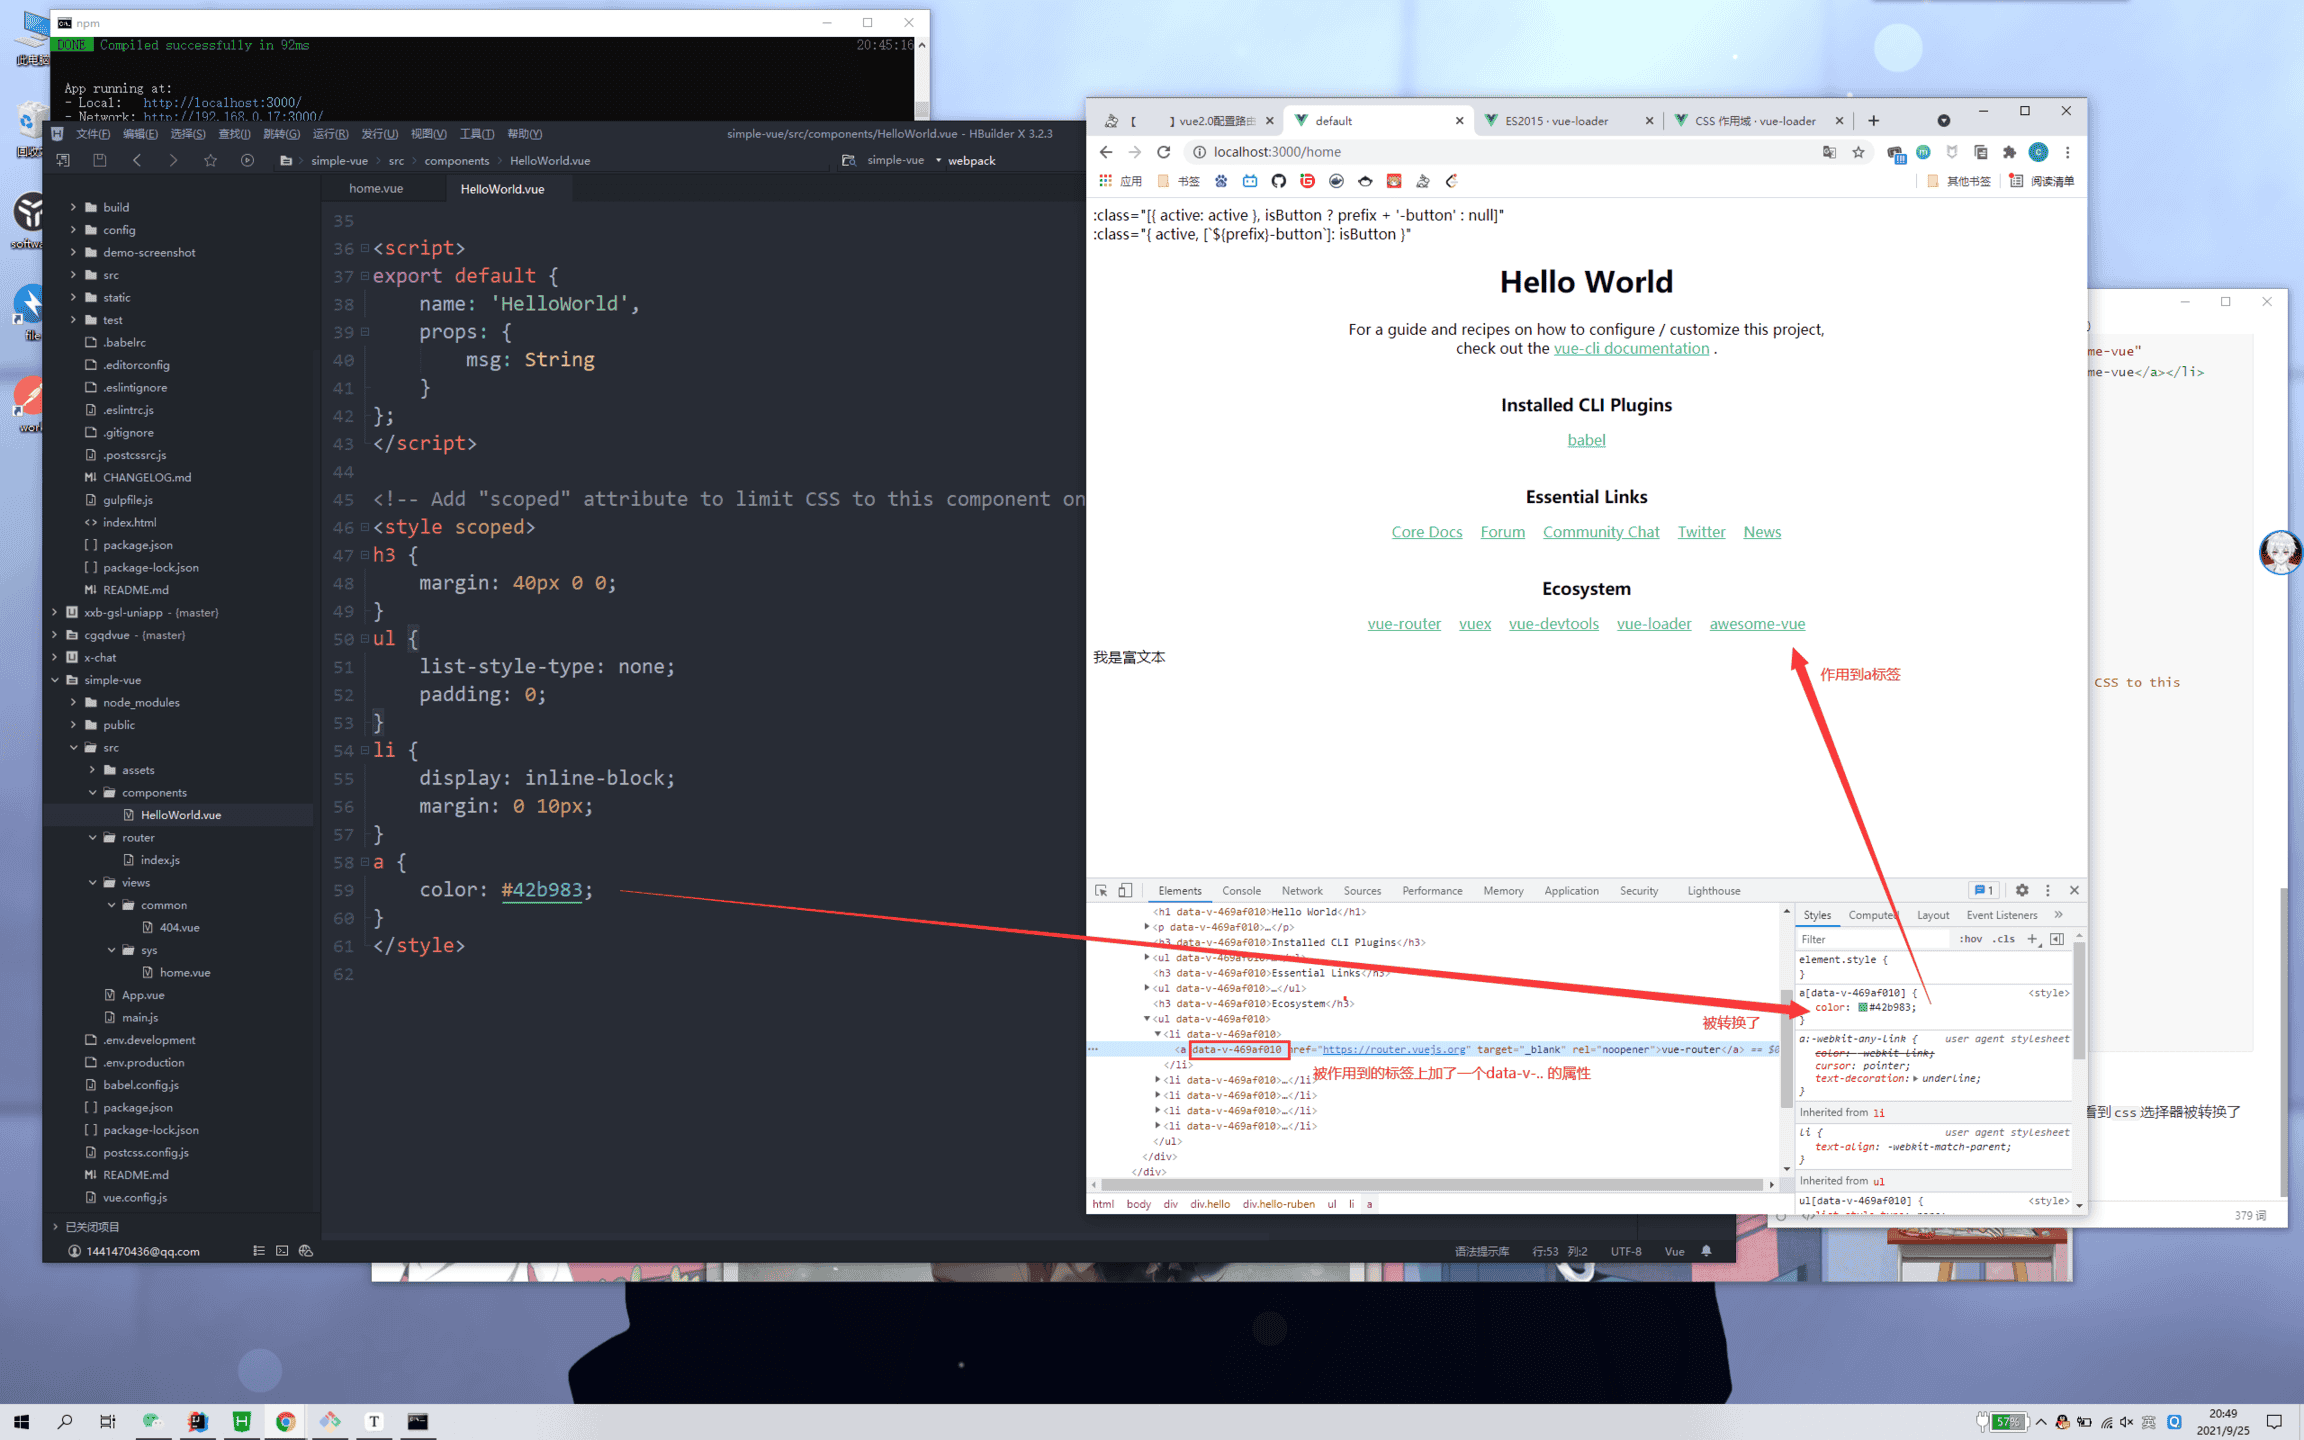 npm
DONE Compiled successfully in 92ms 20:45:16
App running at:
- Local: http://localhost:3000/
- Network: http://192.168.0.17:3000/
文件(F) 编辑(E) 选择(S) 查找(I) 跳转(G) 运行(R) 发行(U) 视图(V) 工具(T) 帮助(Y)
simple-vue/src/components/HelloWorld.vue - HBuilder X 3.2.3
simple-vue src components HelloWorld.vue
simple-vue webpack
build
config
demo-screenshot
src
static
test
.babelrc
.editorconfig
.eslintignore
.eslintrc.js
.gitignore
.postcssrc.js
CHANGELOG.md
gulpfile.js
index.html
package.json
package-lock.json
README.md
xxb-gsl-uniapp - (master)
cgqdvue - (master)
x-chat
simple-vue
node_modules
public
src
assets
components
HelloWorld.vue
router
index.js
views
common
404.vue
sys
home.vue
App.vue
main.js
.env.development
.env.production
babel.config.js
package.json
package-lock.json
postcss.config.js
README.md
vue.config.js
已关闭项目
1441470436@qq.com
home.vue HelloWorld.vue
35
36 <script>
37 export default {
38 name: 'HelloWorld',
39 props: {
40 msg: String
41 }
42 };
43 </script>
44
45 <!-- Add "scoped" attribute to limit CSS to this component on
46 <style scoped>
47 h3 {
48 margin: 40px 0 0;
49 }
50 ul {
51 list-style-type: none;
52 padding: 0;
53 }
54 li {
55 display: inline-block;
56 margin: 0 10px;
57 }
58 a {
59 color: #42b983;
60 }
61 </style>
62
语法提示库 行:53 列:2 UTF-8 Vue
[ ] vue2.0配置路由 default ES2015 · vue-loader CSS 作用域 · vue-loader
localhost:3000/home
应用 书签 其他书签 阅读清单
:class="[{ active: active }, isButton ? prefix + '-button' : null]"
:class="{ active, [`${prefix}-button`]: isButton }"
Hello World
For a guide and recipes on how to configure / customize this project,
check out the vue-cli documentation .
Installed CLI Plugins
babel
Essential Links
Core Docs Forum Community Chat Twitter News
Ecosystem
vue-router vuex vue-devtools vue-loader awesome-vue
我是富文本
作用到a标签
Elements Console Network Sources Performance Memory Application Security Lighthouse 1
<h1 data-v-469af010>Hello World</h1>
<p data-v-469af010>…</p>
<h3 data-v-469af010>Installed CLI Plugins</h3>
<ul data-v-469af010>…</ul>
<h3 data-v-469af010>Essential Links</h3>
<ul data-v-469af010>…</ul>
<h3 data-v-469af010>Ecosystem</h3>
<ul data-v-469af010>
<li data-v-469af010>
<a data-v-469af010 href="https://router.vuejs.org" target="_blank" rel="noopener">vue-router</a> == $0
</li>
<li data-v-469af010>…</li>
<li data-v-469af010>…</li>
<li data-v-469af010>…</li>
<li data-v-469af010>…</li>
</ul>
</div>
</div>
被转换了
被作用到的标签上加了一个data-v-.. 的属性
html body div div.hello div.hello-ruben ul li a
Styles Computed Layout Event Listeners
Filter :hov .cls
element.style {
}
a[data-v-469af010] { <style>
color: #42b983;
}
a:-webkit-any-link { user agent stylesheet
color: -webkit-link;
cursor: pointer;
text-decoration: underline;
}
Inherited from li
li { user agent stylesheet
text-align: -webkit-match-parent;
}
Inherited from ul
ul[data-v-469af010] { <style>
me-vue"
me-vue</a></li>
CSS to this
看到css选择器被转换了
379 词
57%
英
20:49
2021/9/25